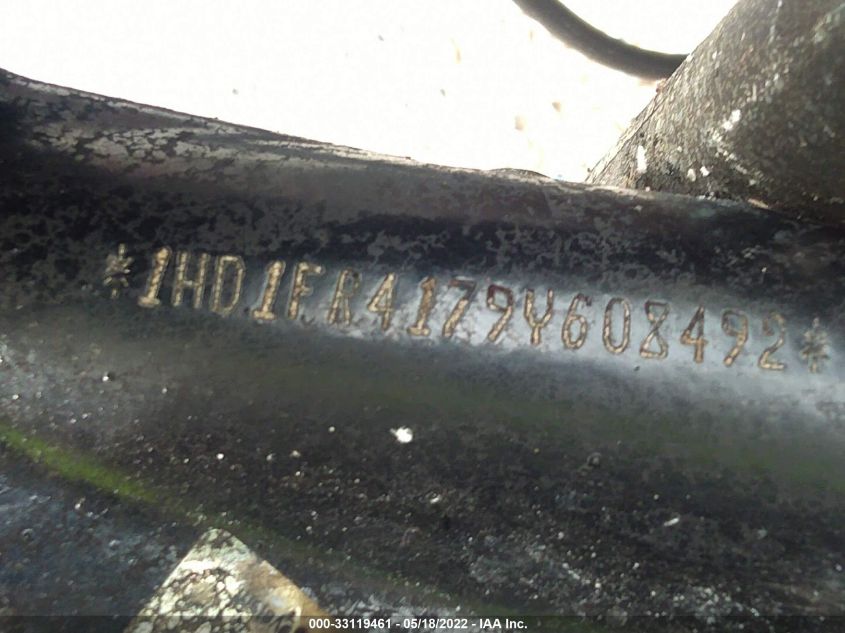 *1HD1FR4179Y608492*
000-33119461 - 05/18/2022 - IAA Inc.